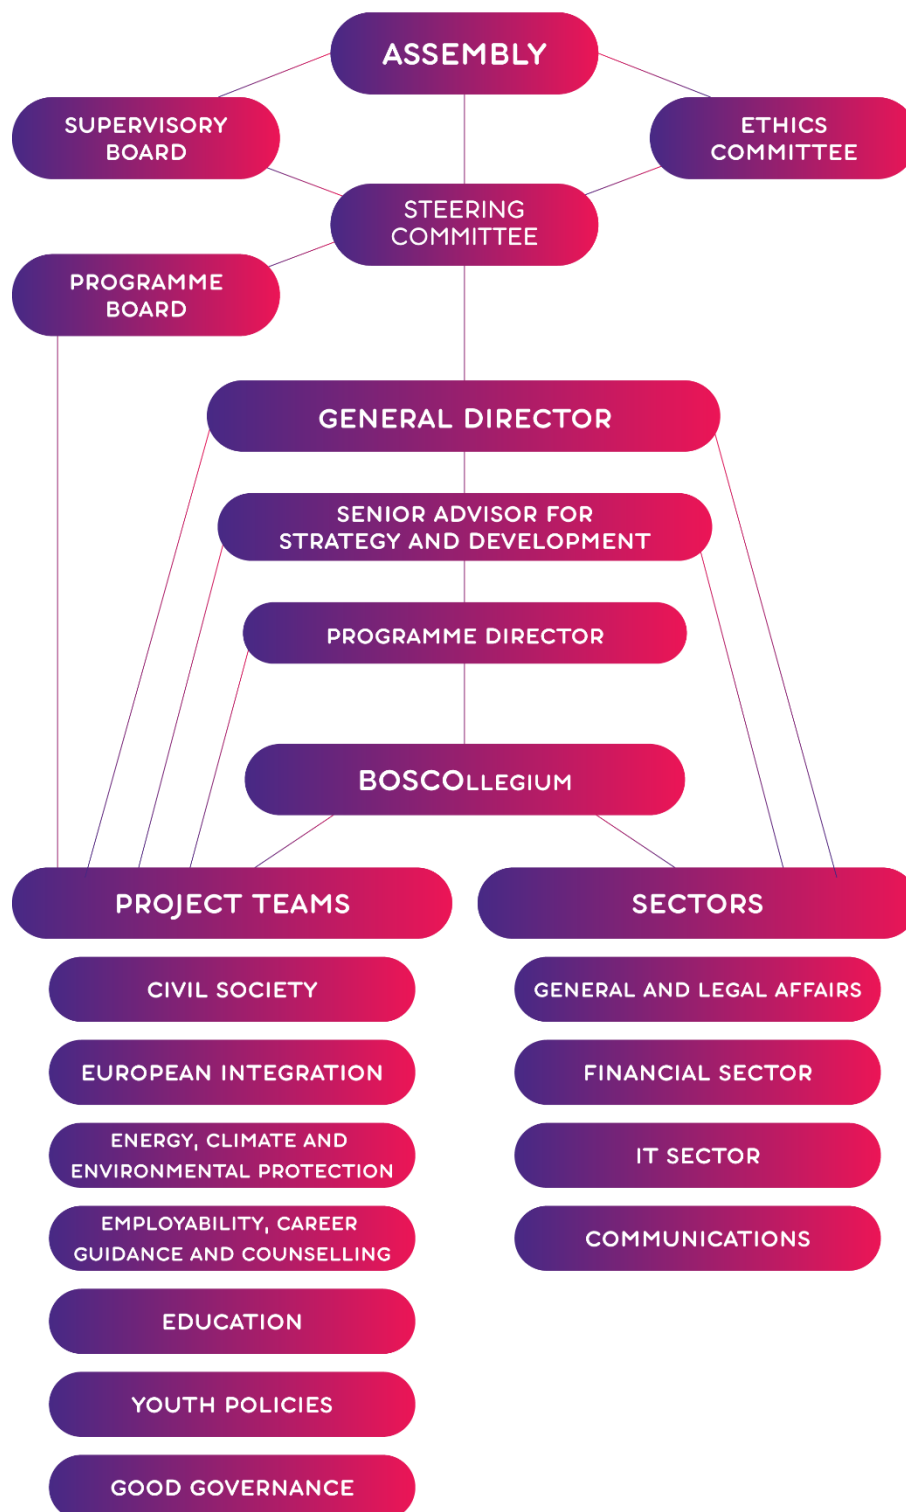 ASSEMBLY
SUPERVISORY
BOARD
ETHICS
COMMITTEE
STEERING
COMMITTEE
PROGRAMME
BOARD
GENERAL DIRECTOR
SENIOR ADVISOR FOR
STRATEGY AND DEVELOPMENT
PROGRAMME DIRECTOR
BOSCOLLEGIUM
PROJECT TEAMS
CIVIL SOCIETY
EUROPEAN INTEGRATION
ENERGY, CLIMATE AND
ENVIRONMENTAL PROTECTION
EMPLOYABILITY, CAREER
GUIDANCE AND COUNSELLING
EDUCATION
YOUTH POLICIES
GOOD GOVERNANCE
SECTORS
GENERAL AND LEGAL AFFAIRS
FINANCIAL SECTOR
IT SECTOR
COMMUNICATIONS